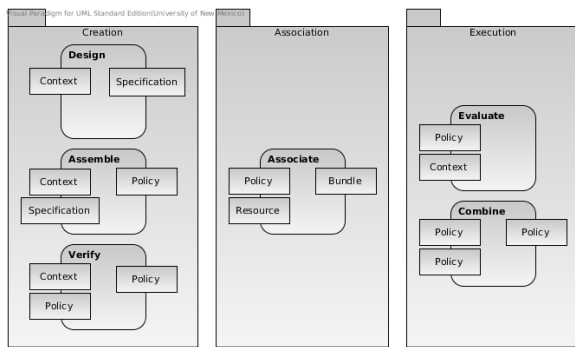 Visual Paradigm for UML Standard Edition(University of New Mexico)
Creation
Design
Context
Specification
Assemble
Context
Policy
Specification
Verify
Context
Policy
Policy
Association
Associate
Policy
Bundle
Resource
Execution
Evaluate
Policy
Context
Combine
Policy
Policy
Policy